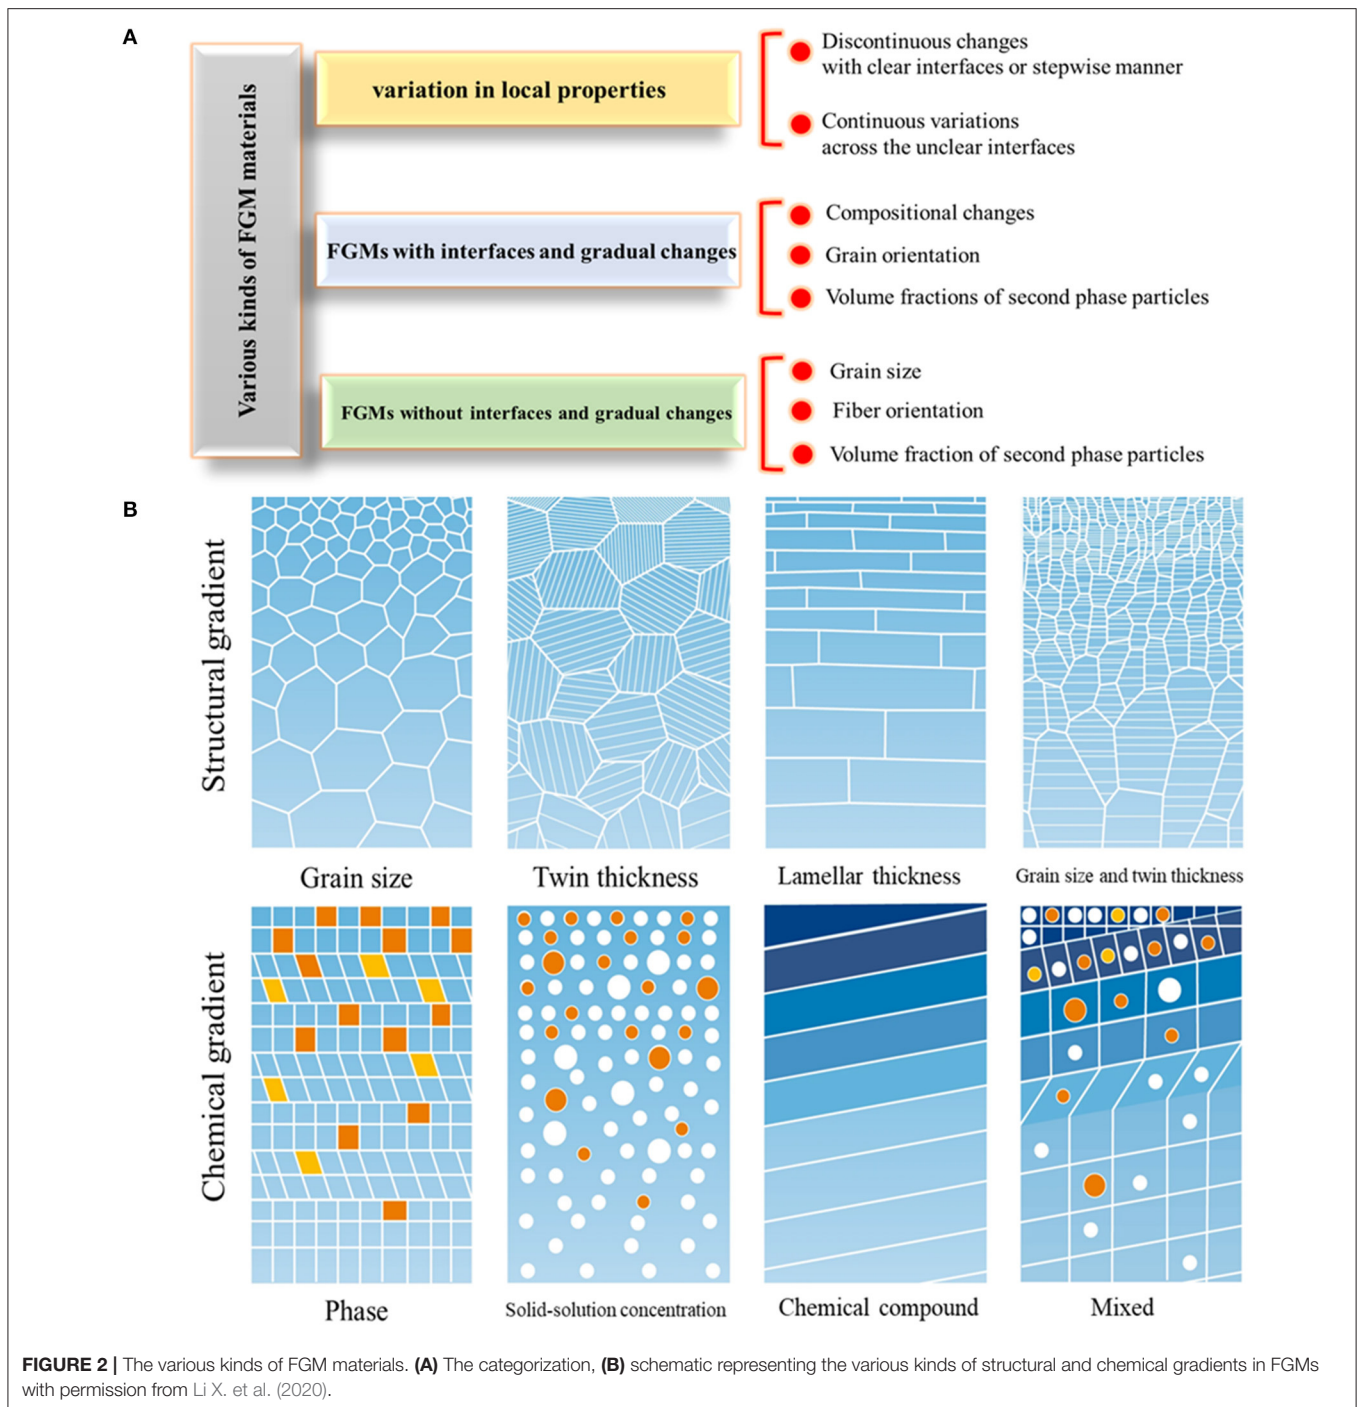 A
Various kinds of FGM materials
variation in local properties
Discontinuous changes
with clear interfaces or stepwise manner
Continuous variations
across the unclear interfaces
FGMs with interfaces and gradual changes
Compositional changes
Grain orientation
Volume fractions of second phase particles
FGMs without interfaces and gradual changes
Grain size
Fiber orientation
Volume fraction of second phase particles
B
Structural gradient
Grain size
Twin thickness
Lamellar thickness
Grain size and twin thickness
Chemical gradient
Phase
Solid-solution concentration
Chemical compound
Mixed
FIGURE 2 | The various kinds of FGM materials. (A) The categorization, (B) schematic representing the various kinds of structural and chemical gradients in FGMs
with permission from Li X. et al. (2020).